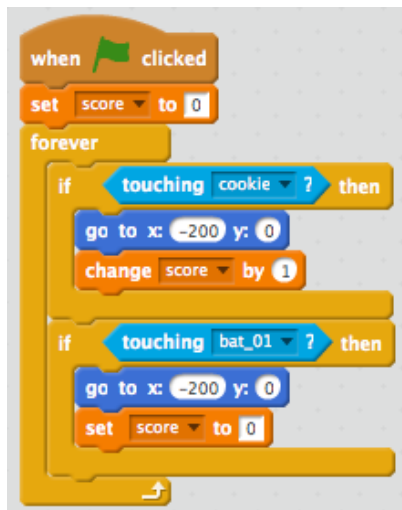 when clicked
set score to 0
forever
if touching cookie ? then
go to x: -200 y: 0
change score by 1
if touching bat_01 ? then
go to x: -200 y: 0
set score to 0